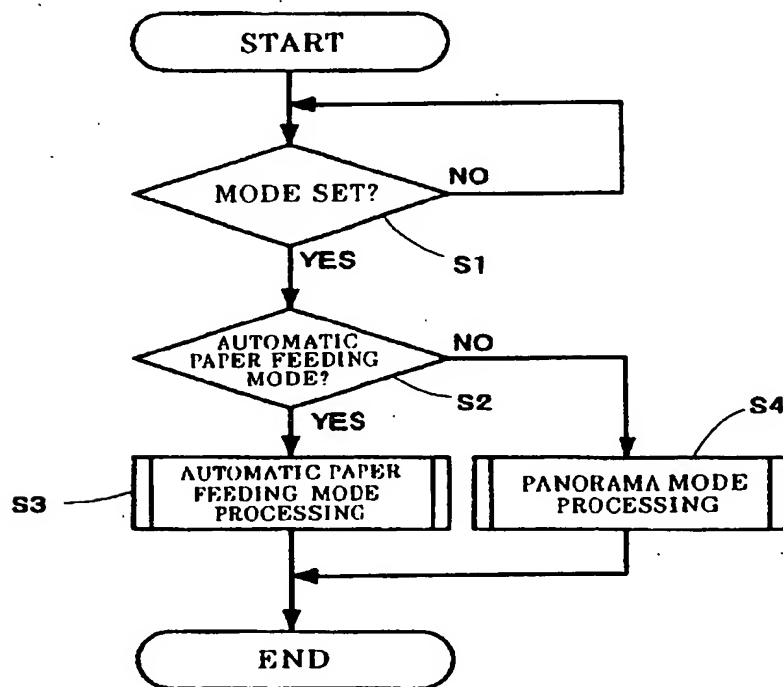 START
MODE SET?
NO
YES
S1
AUTOMATIC
PAPER FEEDING
MODE?
NO
YES
S2
S4
S3
AUTOMATIC PAPER
FEEDING MODE
PROCESSING
PANORAMA MODE
PROCESSING
END